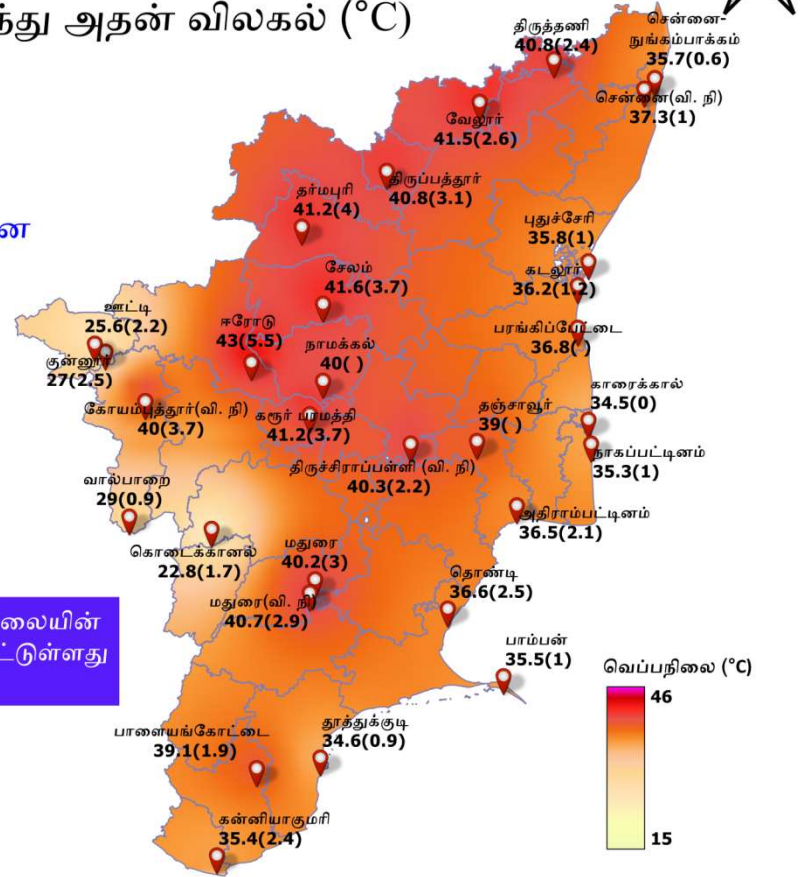 ந்து அதன் விலகல் (°C)
திருத்தணி
40.8(2.4)
சென்னை-
நுங்கம்பாக்கம்
35.7(0.6)
சென்னை(வி. நி)
37.3(1)
வேலூர்
41.5(2.6)
திருப்பத்தூர்
40.8(3.1)
தர்மபுரி
41.2(4)
ன
புதுச்சேரி
35.8(1)
சேலம்
41.6(3.7)
கடலூர்
36.2(1.2)
ஊட்டி
25.6(2.2)
ஈரோடு
43(5.5)
நாமக்கல்
40( )
பரங்கிப்பேட்டை
36.8( )
குன்னூர்
27(2.5)
காரைக்கால்
34.5(0)
கோயம்புத்தூர்(வி. நி)
40(3.7)
கரூர் பரமத்தி
41.2(3.7)
தஞ்சாவூர்
39( )
நாகப்பட்டினம்
35.3(1)
திருச்சிராப்பள்ளி (வி. நி)
40.3(2.2)
வால்பாறை
29(0.9)
அதிராம்பட்டினம்
36.5(2.1)
கொடைக்கானல்
22.8(1.7)
மதுரை
40.2(3)
தொண்டி
36.6(2.5)
மதுரை(வி. நி)
40.7(2.9)
லையின்
ட்டுள்ளது
பாம்பன்
35.5(1)
வெப்பநிலை (°C)
46
15
பாளையங்கோட்டை
39.1(1.9)
தூத்துக்குடி
34.6(0.9)
கன்னியாகுமரி
35.4(2.4)